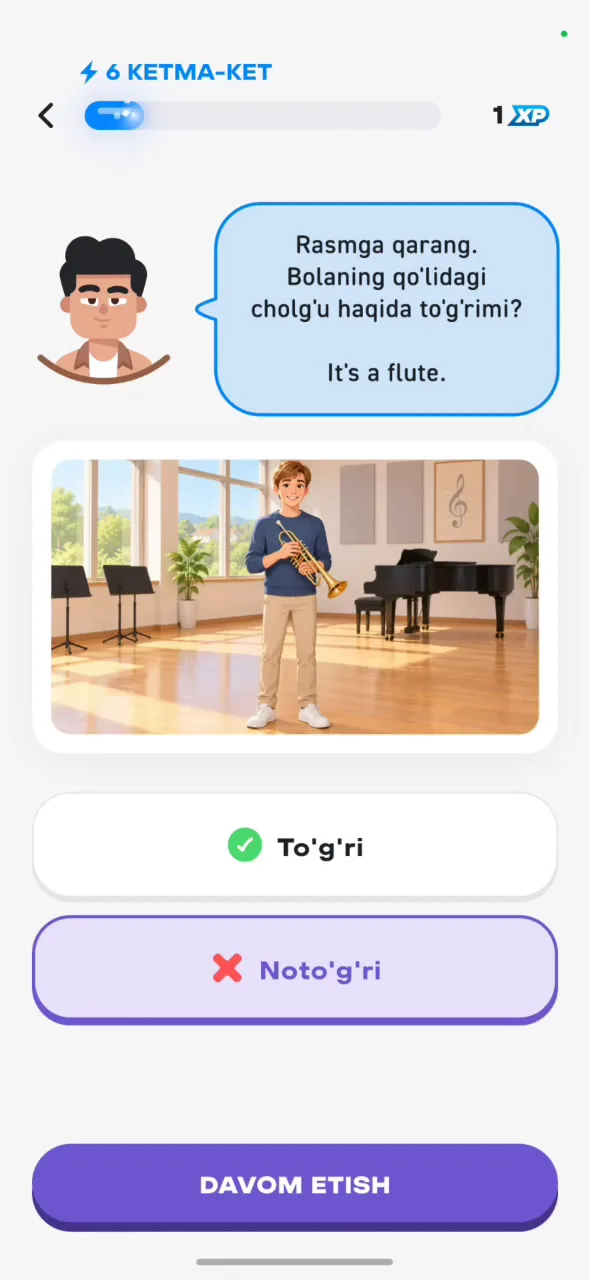 6 KETMA-KET
1 XP
Rasmga qarang.
Bolaning qo'lidagi
cholg'u haqida to'g'rimi?
It's a flute.
To'g'ri
Noto'g'ri
DAVOM ETISH